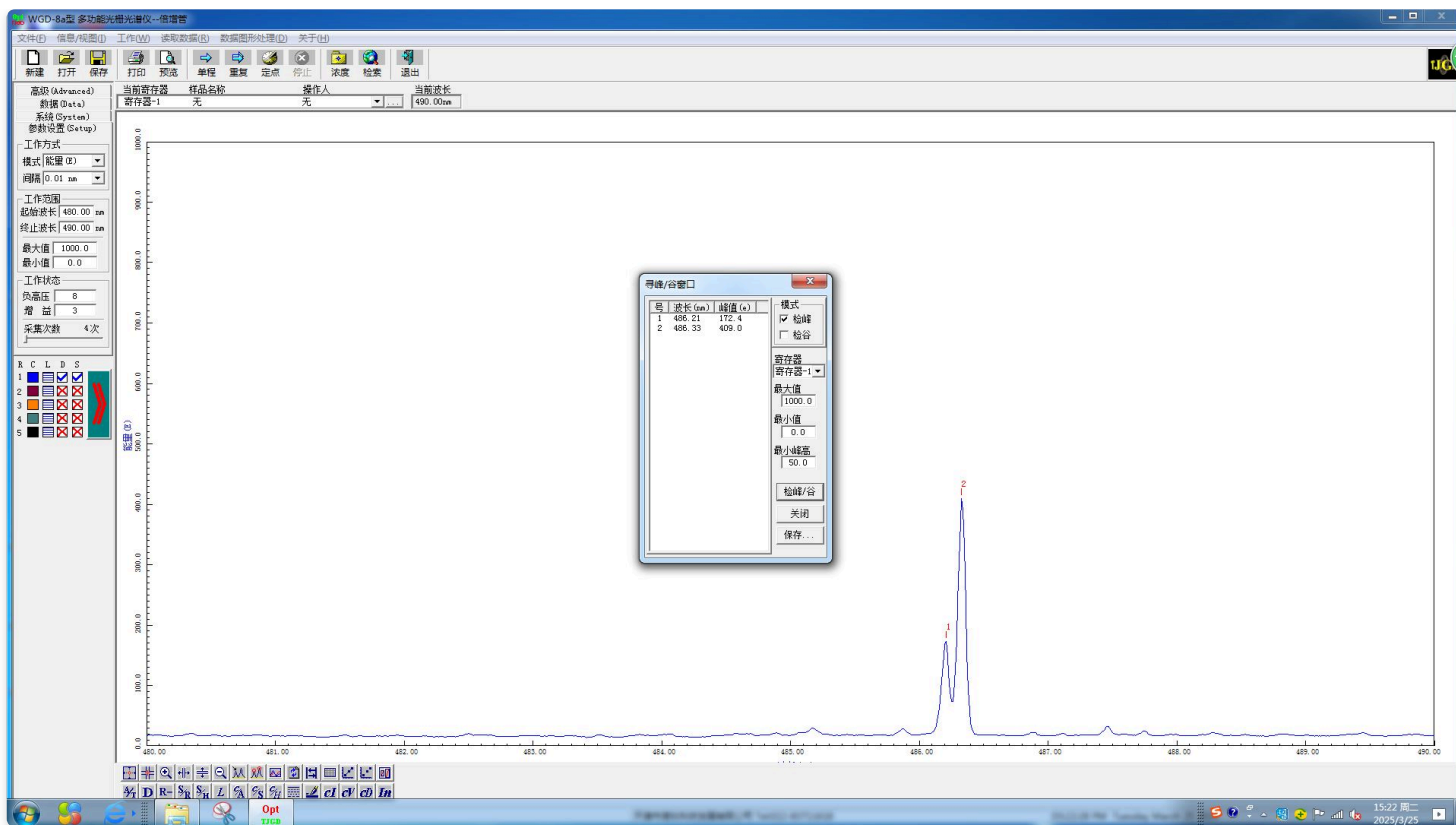 WGD-8a型 多功能光栅光谱仪--倍增管
文件(F) 信息/视图(I) 工作(W) 读取数据(R) 数据图形处理(D) 关于(H)
新建 打开 保存 打印 预览 单程 重复 定点 停止 浓度 检索 退出
高级(Advanced)
数据(Data)
系统(System)
参数设置(Setup)
当前寄存器 样品名称 操作人 当前波长
寄存器-1 无 无 ... 490.00nm
工作方式
模式 能量(E)
间隔 0.01 nm
工作范围
起始波长 480.00 nm
终止波长 490.00 nm
最大值 1000.0
最小值 0.0
工作状态
负高压 8
增 益 3
采集次数 4次
R C L D S
1
2
3
4
5
1000.0
900.0
800.0
700.0
600.0
500.0
400.0
300.0
200.0
100.0
0.0
能量(E)
480.00 481.00 482.00 483.00 484.00 485.00 486.00 487.00 488.00 489.00 490.00
1
2
寻峰/谷窗口
号 波长(nm) 峰值(e)
1 486.21 172.4
2 486.33 409.0
模式
检峰
检谷
寄存器
寄存器-1
最大值
1000.0
最小值
0.0
最小峰高
50.0
检峰/谷
关闭
保存...
D R- SR SH L cI cV cD In
Opt
TJGD
15:22 周二
2025/3/25